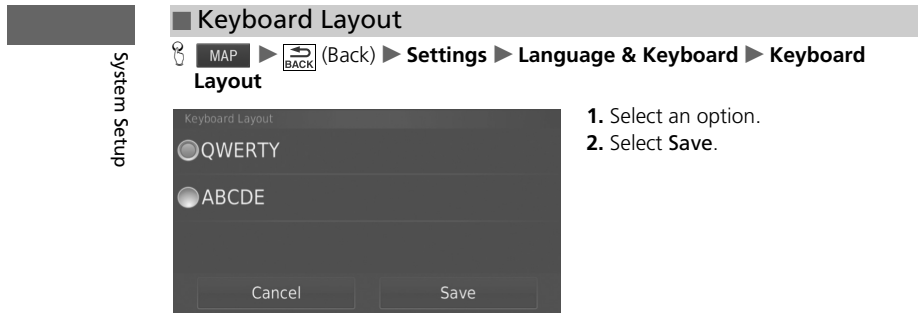 Keyboard Layout
MAP ▶ BACK (Back) ▶ Settings ▶ Language & Keyboard ▶ Keyboard
Layout
System Setup
Keyboard Layout
QWERTY
ABCDE
Cancel Save
1. Select an option.
2. Select Save.